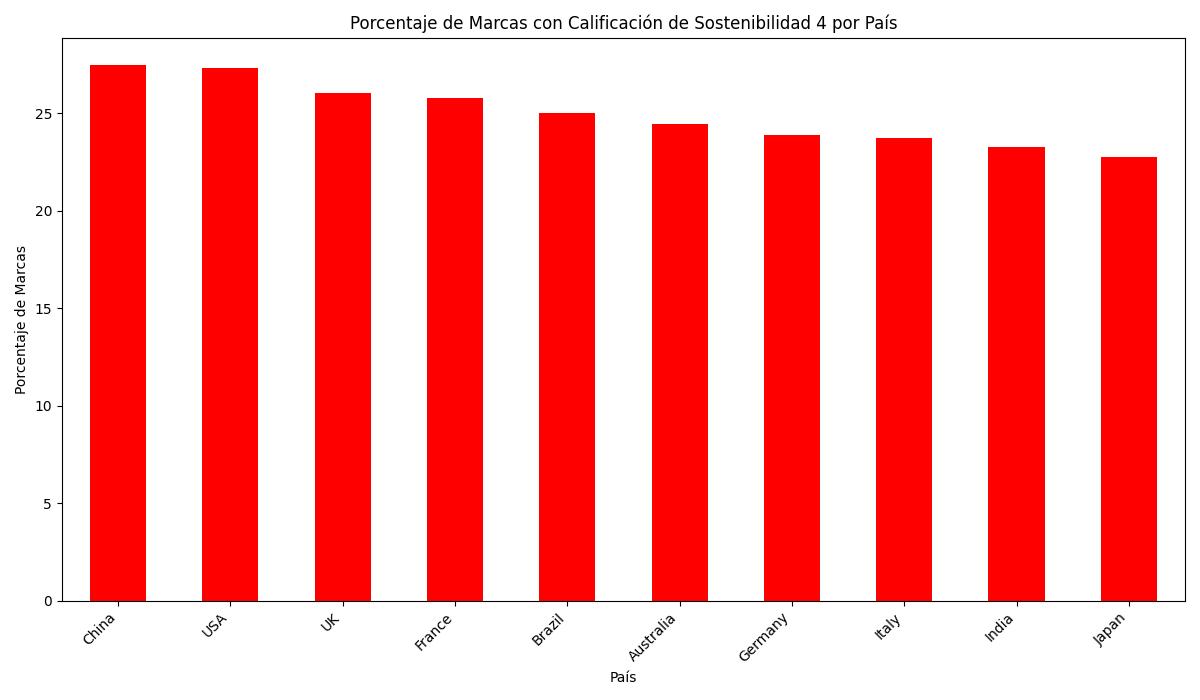 Porcentaje de Marcas con Calificación de Sostenibilidad 4 por País
Porcentaje de Marcas
25
20
15
10
5
0
China
USA
UK
France
Brazil
Australia
Germany
Italy
India
Japan
País